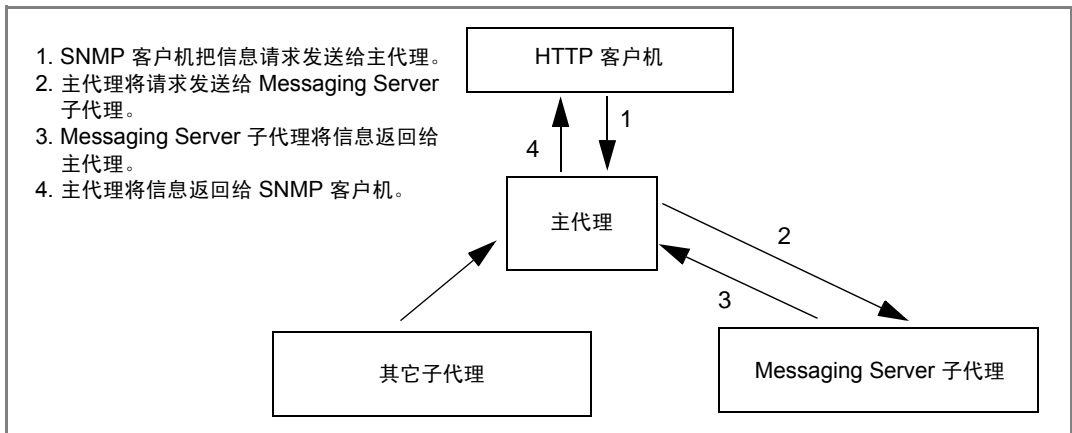 1. SNMP 客户机把信息请求发送给主代理。
2. 主代理将请求发送给 Messaging Server
子代理。
3. Messaging Server 子代理将信息返回给
主代理。
4. 主代理将信息返回给 SNMP 客户机。
HTTP 客户机
4
1
主代理
2
3
其它子代理
Messaging Server 子代理